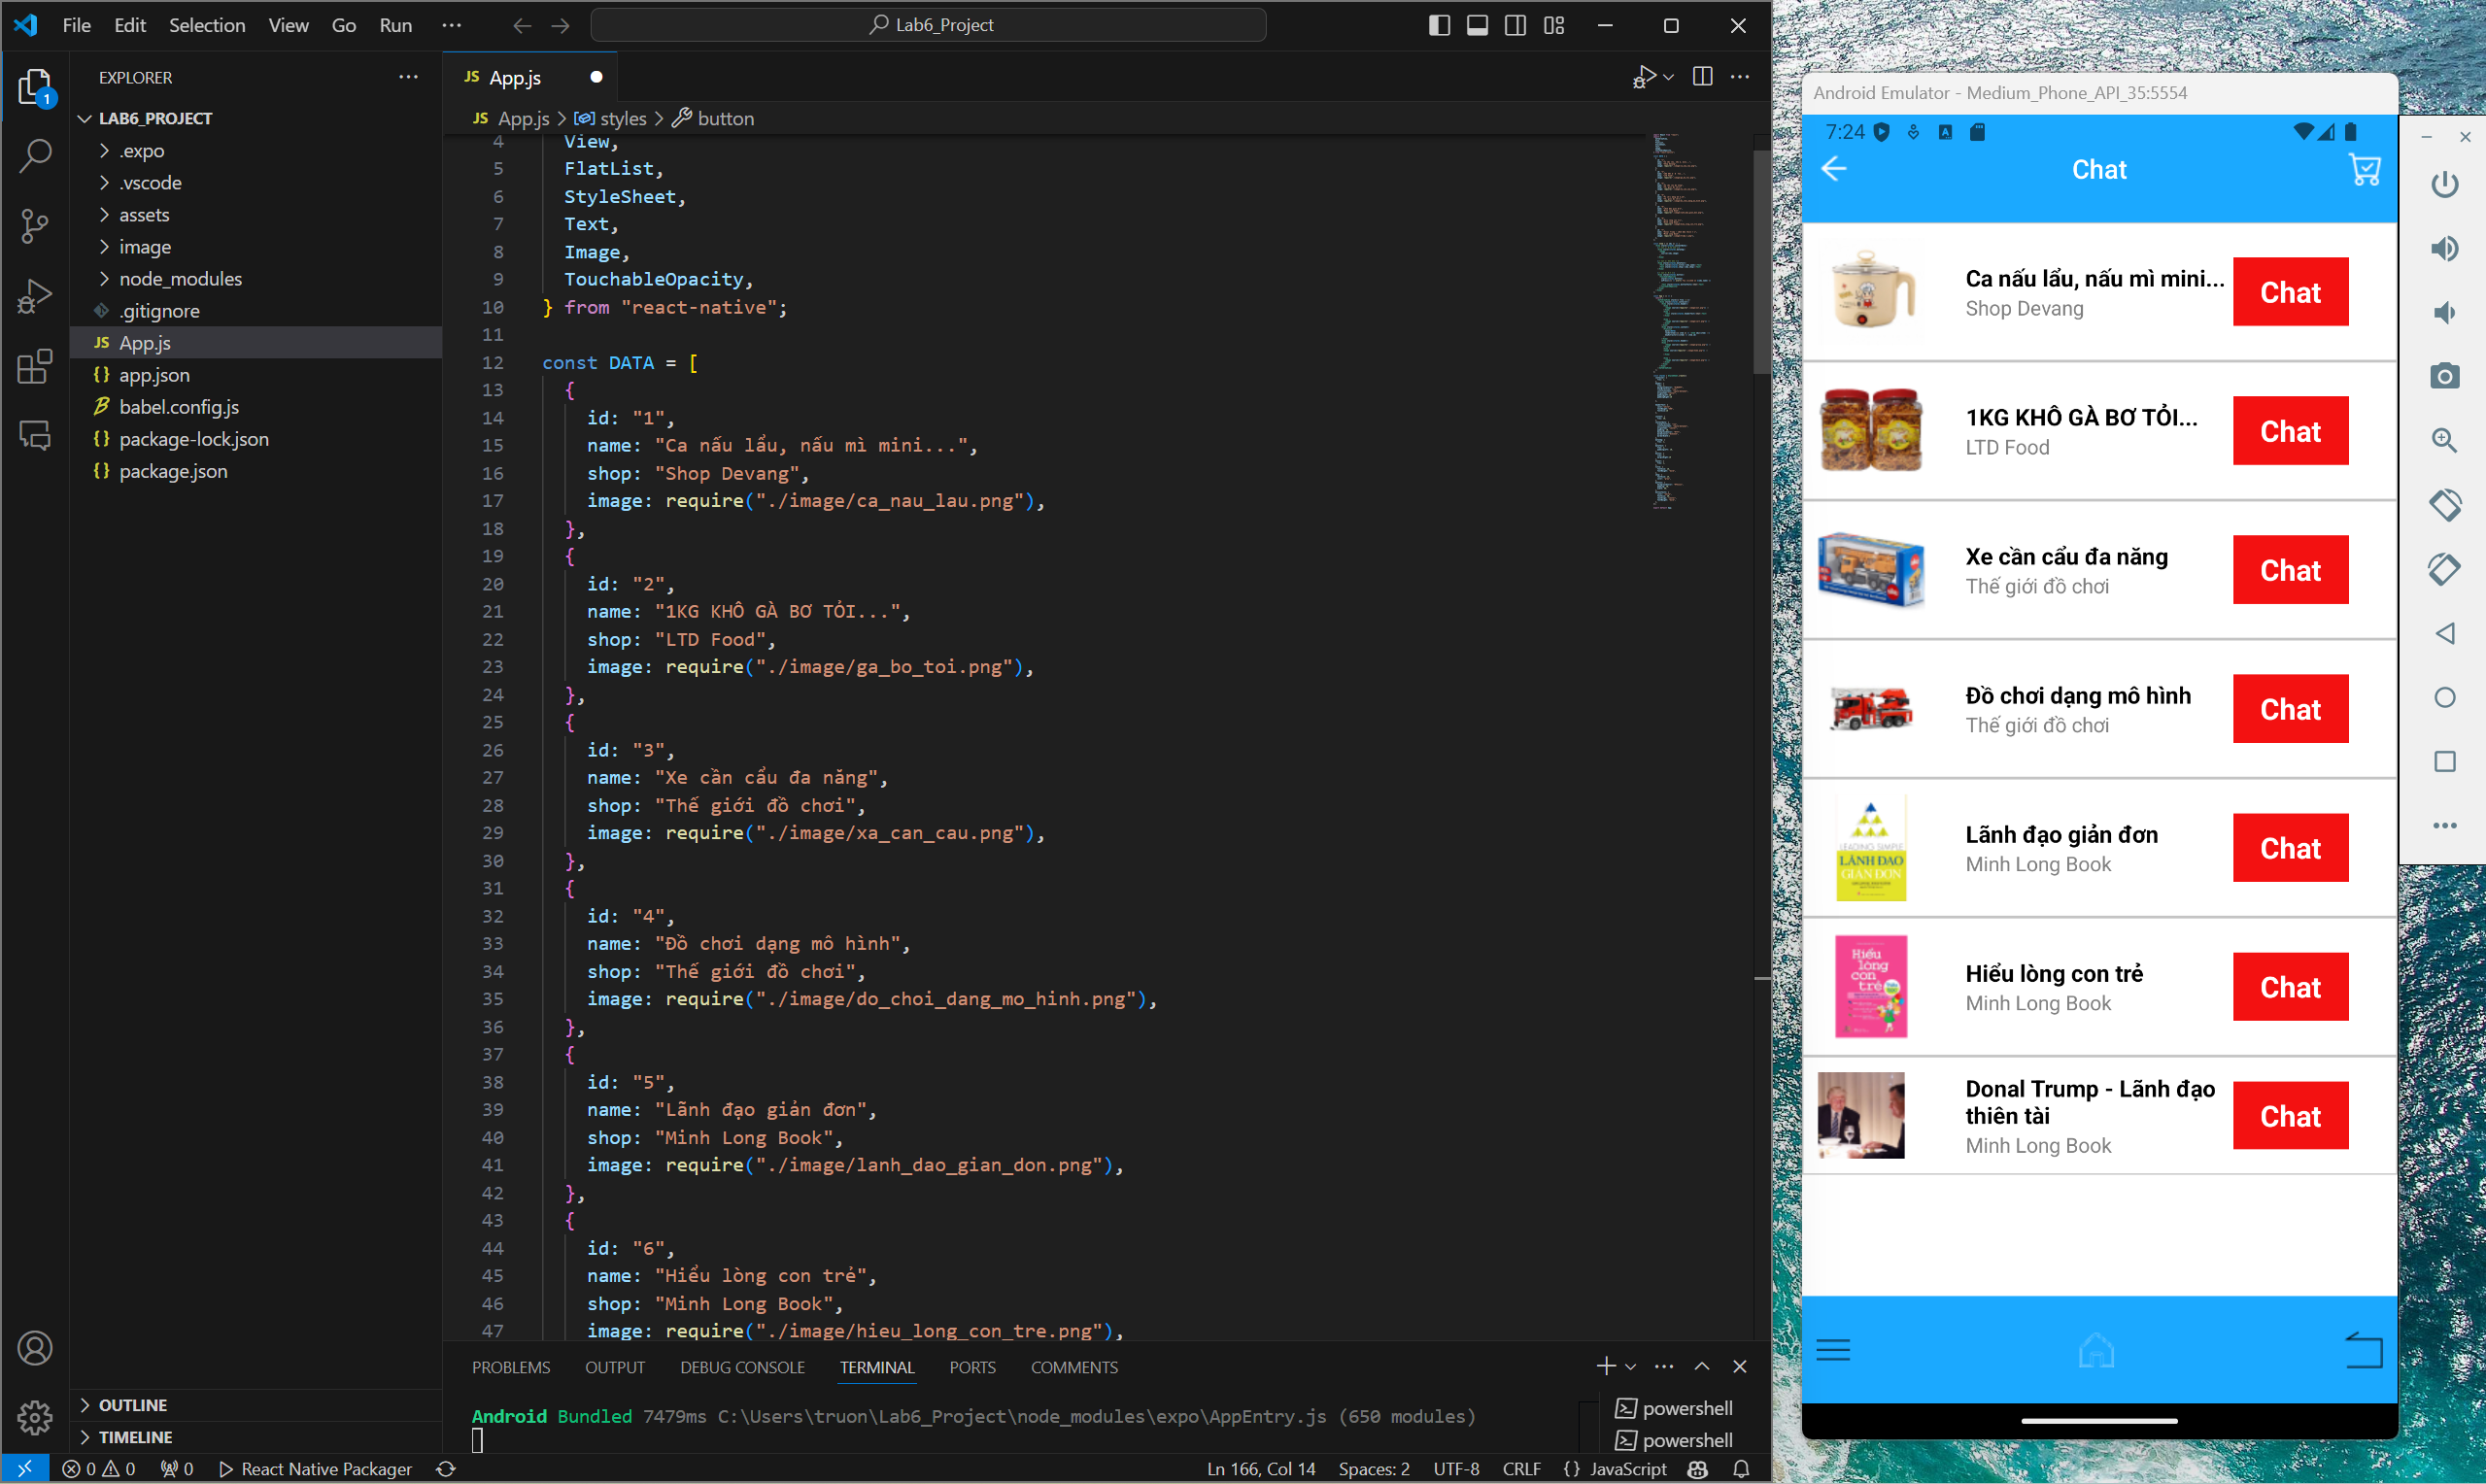 File Edit Selection View Go Run ···
Lab6_Project
EXPLORER
LAB6_PROJECT
.expo
.vscode
assets
image
node_modules
.gitignore
JS App.js
{} app.json
babel.config.js
{} package-lock.json
{} package.json
OUTLINE
TIMELINE
1
JS App.js
JS App.js > styles > button
4 View,
5 FlatList,
6 StyleSheet,
7 Text,
8 Image,
9 TouchableOpacity,
10 } from "react-native";
11
12 const DATA = [
13 {
14 id: "1",
15 name: "Ca nấu lẩu, nấu mì mini...",
16 shop: "Shop Devang",
17 image: require("./image/ca_nau_lau.png"),
18 },
19 {
20 id: "2",
21 name: "1KG KHÔ GÀ BƠ TỎI...",
22 shop: "LTD Food",
23 image: require("./image/ga_bo_toi.png"),
24 },
25 {
26 id: "3",
27 name: "Xe cần cẩu đa năng",
28 shop: "Thế giới đồ chơi",
29 image: require("./image/xa_can_cau.png"),
30 },
31 {
32 id: "4",
33 name: "Đồ chơi dạng mô hình",
34 shop: "Thế giới đồ chơi",
35 image: require("./image/do_choi_dang_mo_hinh.png"),
36 },
37 {
38 id: "5",
39 name: "Lãnh đạo giản đơn",
40 shop: "Minh Long Book",
41 image: require("./image/lanh_dao_gian_don.png"),
42 },
43 {
44 id: "6",
45 name: "Hiểu lòng con trẻ",
46 shop: "Minh Long Book",
47 image: require("./image/hieu_long_con_tre.png"),
PROBLEMS OUTPUT DEBUG CONSOLE TERMINAL PORTS COMMENTS
Android Bundled 7479ms C:\Users\truon\Lab6_Project\node_modules\expo\AppEntry.js (650 modules)
powershell
powershell
0 0 0 React Native Packager
Ln 166, Col 14 Spaces: 2 UTF-8 CRLF {} JavaScript
Android Emulator - Medium_Phone_API_35:5554
7:24
Chat
Ca nấu lẩu, nấu mì mini...
Shop Devang
Chat
1KG KHÔ GÀ BƠ TỎI...
LTD Food
Chat
Xe cần cẩu đa năng
Thế giới đồ chơi
Chat
Đồ chơi dạng mô hình
Thế giới đồ chơi
Chat
LEADING SIMPLE
LÃNH ĐẠO
GIẢN ĐƠN
Lãnh đạo giản đơn
Minh Long Book
Chat
Hiểu
lòng
con
trẻ
Hiểu lòng con trẻ
Minh Long Book
Chat
Donal Trump - Lãnh đạo
thiên tài
Minh Long Book
Chat